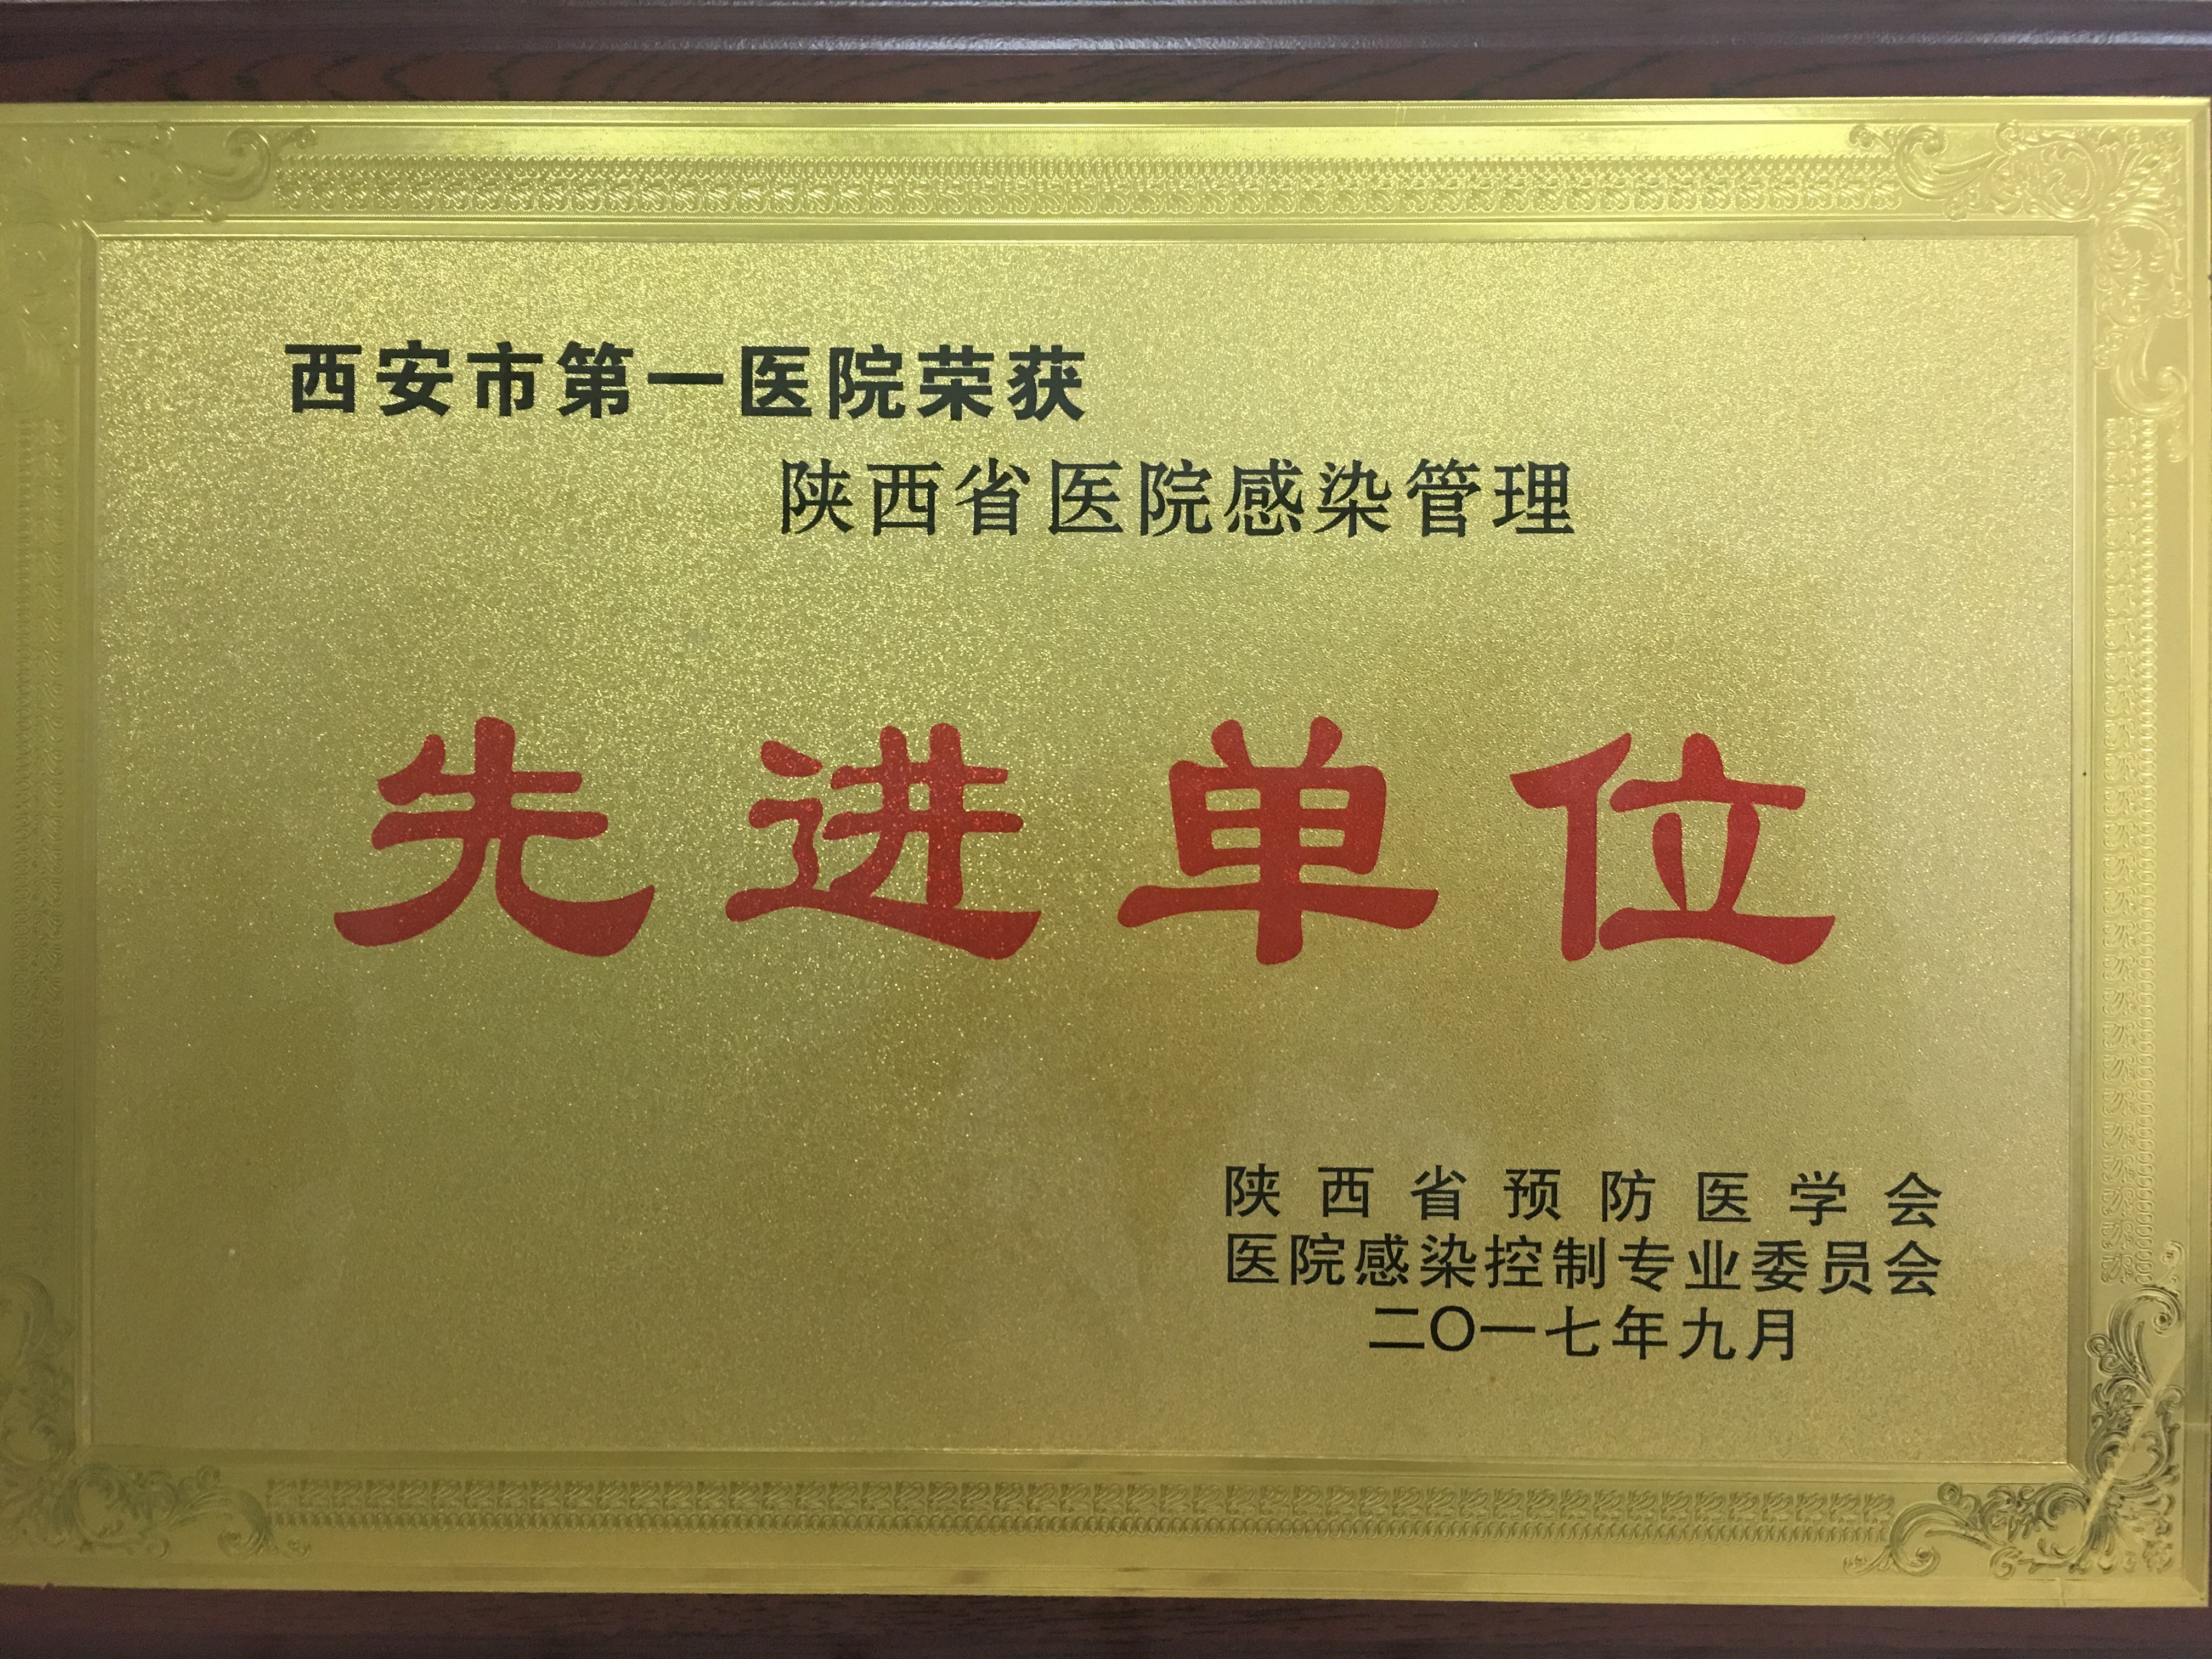 西安市第一医院荣获
陕西省医院感染管理
先进单位
陕西省预防医学会
医院感染控制专业委员会
二〇一七年九月